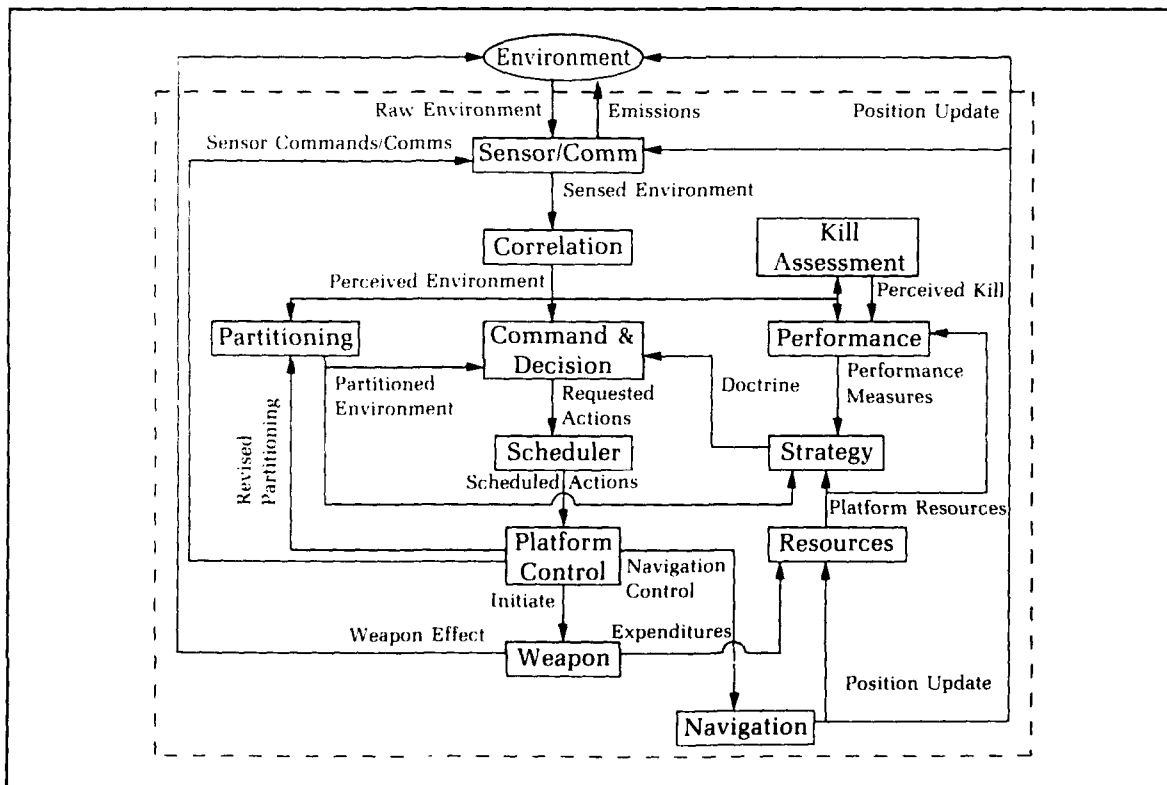 Environment
Raw Environment
Emissions
Position Update
Sensor Commands/Comms
Sensor/Comm
Sensed Environment
Correlation
Kill
Assessment
Perceived Environment
Perceived Kill
Partitioning
Command &
Decision
Performance
Partitioned
Environment
Doctrine
Performance
Measures
Requested
Actions
Revised
Partitioning
Scheduler
Strategy
Scheduled Actions
Platform Resources
Platform
Control
Navigation
Control
Resources
Initiate
Weapon Effect
Weapon
Expenditures
Position Update
Navigation